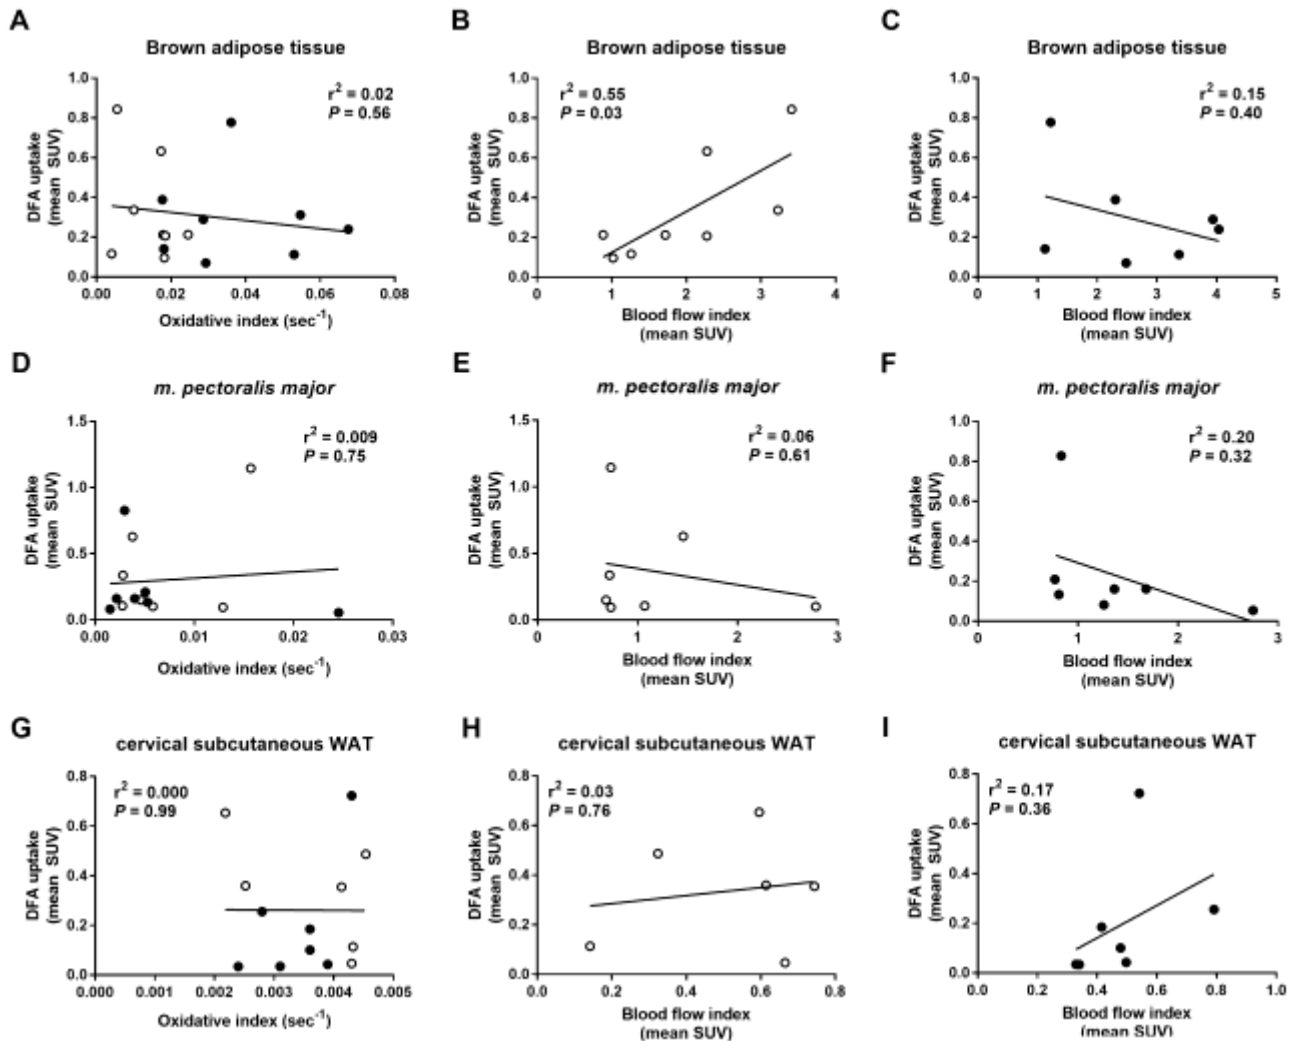 A
Brown adipose tissue
r² = 0.02
P = 0.56
DFA uptake
(mean SUV)
1.0
0.8
0.6
0.4
0.2
0.0
0.00
0.02
0.04
0.06
0.08
Oxidative index (sec⁻¹)
B
Brown adipose tissue
r² = 0.55
P = 0.03
DFA uptake
(mean SUV)
1.0
0.8
0.6
0.4
0.2
0.0
0
1
2
3
4
Blood flow index
(mean SUV)
C
Brown adipose tissue
r² = 0.15
P = 0.40
DFA uptake
(mean SUV)
1.0
0.8
0.6
0.4
0.2
0.0
0
1
2
3
4
5
Blood flow index
(mean SUV)
D
m. pectoralis major
r² = 0.009
P = 0.75
DFA uptake
(mean SUV)
1.5
1.0
0.5
0.0
0.00
0.01
0.02
0.03
Oxidative index (sec⁻¹)
E
m. pectoralis major
r² = 0.06
P = 0.61
DFA uptake
(mean SUV)
1.5
1.0
0.5
0.0
0
1
2
3
Blood flow index
(mean SUV)
F
m. pectoralis major
r² = 0.20
P = 0.32
DFA uptake
(mean SUV)
1.0
0.8
0.6
0.4
0.2
0.0
0
1
2
3
Blood flow index
(mean SUV)
G
cervical subcutaneous WAT
r² = 0.000
P = 0.99
DFA uptake
(mean SUV)
0.8
0.6
0.4
0.2
0.0
0.000
0.001
0.002
0.003
0.004
0.005
Oxidative index (sec⁻¹)
H
cervical subcutaneous WAT
r² = 0.03
P = 0.76
DFA uptake
(mean SUV)
0.8
0.6
0.4
0.2
0.0
0.0
0.2
0.4
0.6
0.8
Blood flow index
(mean SUV)
I
cervical subcutaneous WAT
r² = 0.17
P = 0.36
DFA uptake
(mean SUV)
0.8
0.6
0.4
0.2
0.0
0.0
0.2
0.4
0.6
0.8
1.0
Blood flow index
(mean SUV)